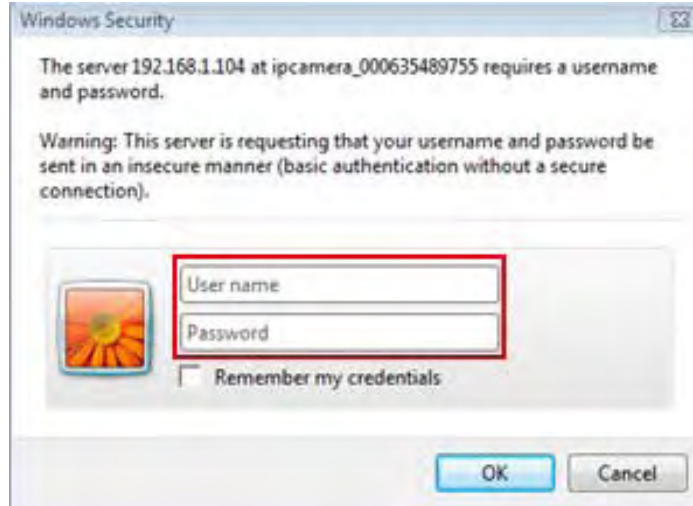 Windows Security
The server 192.168.1.104 at ipcamera_000635489755 requires a username
and password.
Warning: This server is requesting that your username and password be
sent in an insecure manner (basic authentication without a secure
connection).
User name
Password
Remember my credentials
OK Cancel